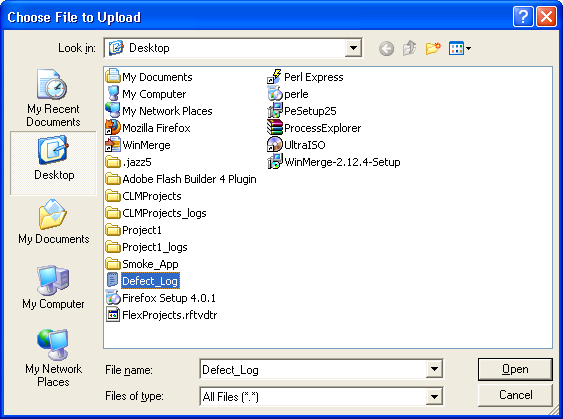 Choose File to Upload
Look in: Desktop
My Recent Documents
Desktop
My Documents
My Computer
My Network Places
My Documents
My Computer
My Network Places
Mozilla Firefox
WinMerge
.jazz5
Adobe Flash Builder 4 Plugin
CLMProjects
CLMProjects_logs
Project1
Project1_logs
Smoke_App
Defect_Log
Firefox Setup 4.0.1
FlexProjects.rftvdtr
Perl Express
perle
PeSetup25
ProcessExplorer
UltraISO
WinMerge-2.12.4-Setup
File name: Defect_Log Open
Files of type: All Files (*.*) Cancel